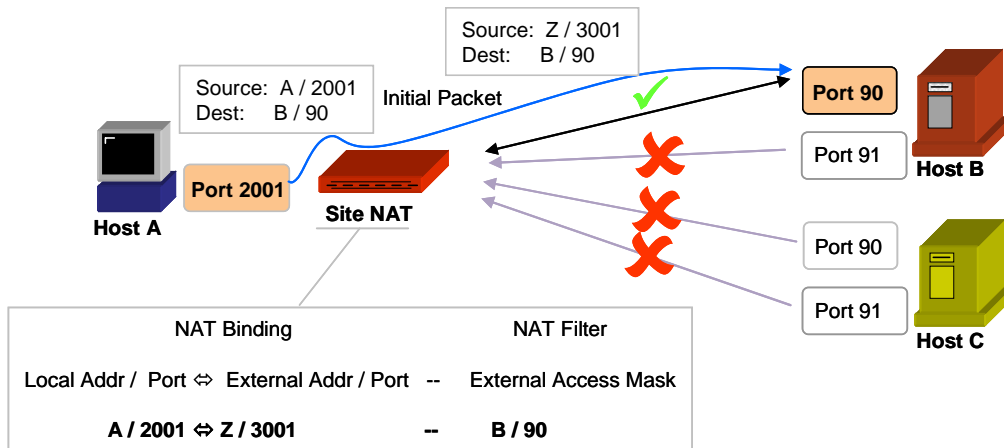 Source: Z / 3001
Dest: B / 90
Source: A / 2001
Dest: B / 90
Initial Packet
Port 90
Port 91
Host B
Port 2001
Host A
Site NAT
Port 90
Port 91
Host C
NAT Binding NAT Filter
Local Addr / Port ⇔ External Addr / Port -- External Access Mask
A / 2001 ⇔ Z / 3001 -- B / 90